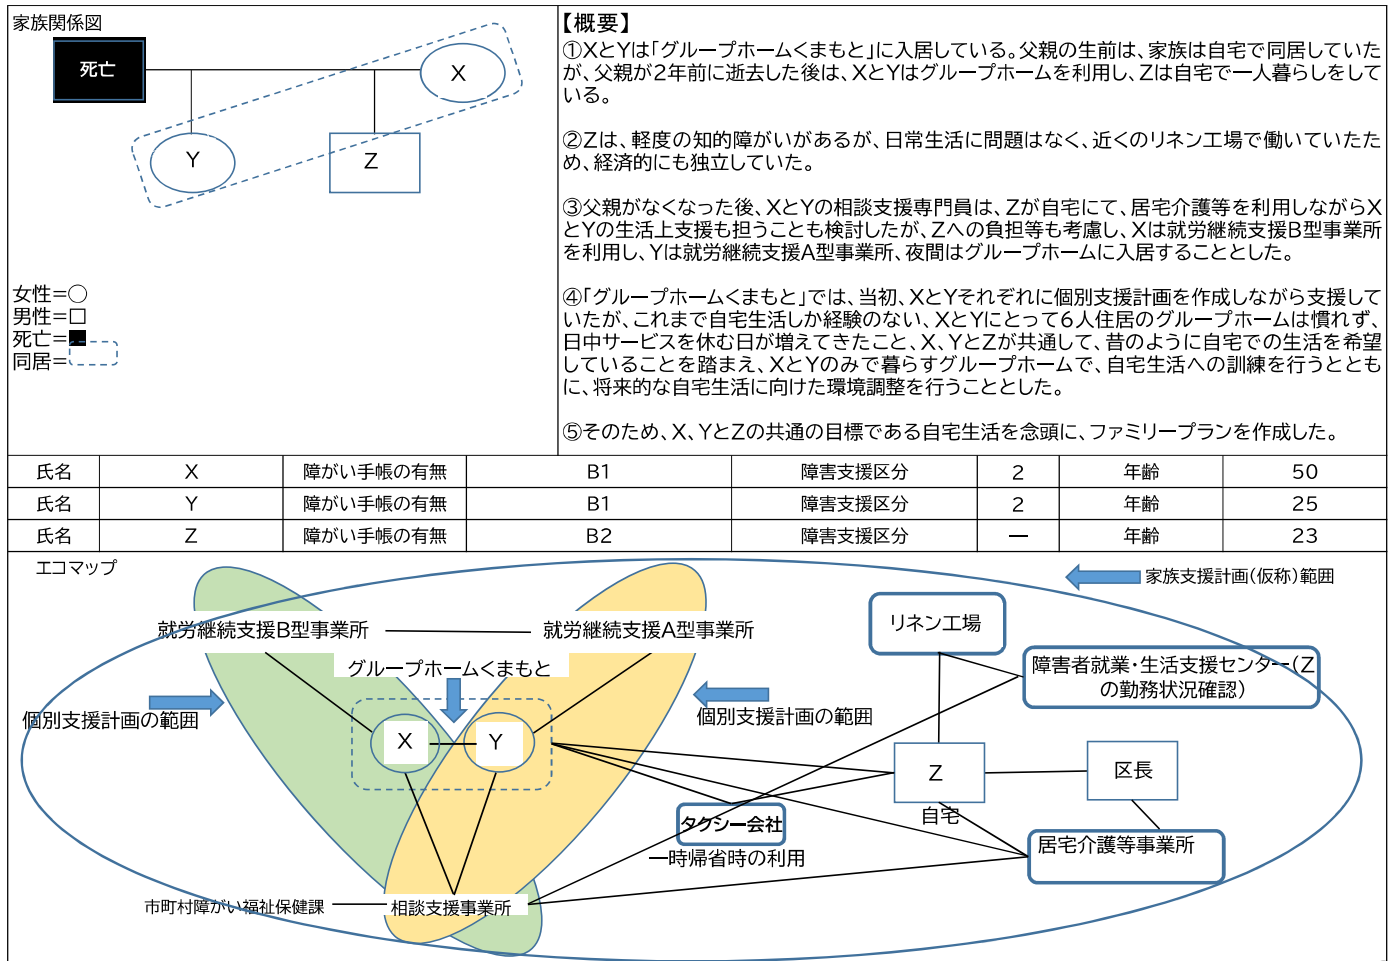 家族関係図
死亡
X
Y
Z
女性=○
男性=□
死亡=■
同居=
【概要】
①XとYは「グループホームくまもと」に入居している。父親の生前は、家族は自宅で同居していた
が、父親が2年前に逝去した後は、XとYはグループホームを利用し、Zは自宅で一人暮らしをして
いる。
②Zは、軽度の知的障がいがあるが、日常生活に問題はなく、近くのリネン工場で働いていたた
め、経済的にも独立していた。
③父親がなくなった後、XとYの相談支援専門員は、Zが自宅にて、居宅介護等を利用しながらX
とYの生活上支援も担うことも検討したが、Zへの負担等も考慮し、Xは就労継続支援B型事業所
を利用し、Yは就労継続支援A型事業所、夜間はグループホームに入居することとした。
④「グループホームくまもと」では、当初、XとYそれぞれに個別支援計画を作成しながら支援して
いたが、これまで自宅生活しか経験のない、XとYにとって6人住居のグループホームは慣れず、
日中サービスを休む日が増えてきたこと、X、YとZが共通して、昔のように自宅での生活を希望
していることを踏まえ、XとYのみで暮らすグループホームで、自宅生活への訓練を行うととも
に、将来的な自宅生活に向けた環境調整を行うこととした。
⑤そのため、X、YとZの共通の目標である自宅生活を念頭に、ファミリープランを作成した。
氏名 X 障がい手帳の有無 B1 障害支援区分 2 年齢 50
氏名 Y 障がい手帳の有無 B1 障害支援区分 2 年齢 25
氏名 Z 障がい手帳の有無 B2 障害支援区分 ― 年齢 23
エコマップ
家族支援計画(仮称)範囲
就労継続支援B型事業所
就労継続支援A型事業所
リネン工場
グループホームくまもと
障害者就業・生活支援センター(Z
の勤務状況確認)
個別支援計画の範囲
個別支援計画の範囲
X
Y
Z
区長
自宅
タクシー会社
一時帰省時の利用
居宅介護等事業所
市町村障がい福祉保健課
相談支援事業所